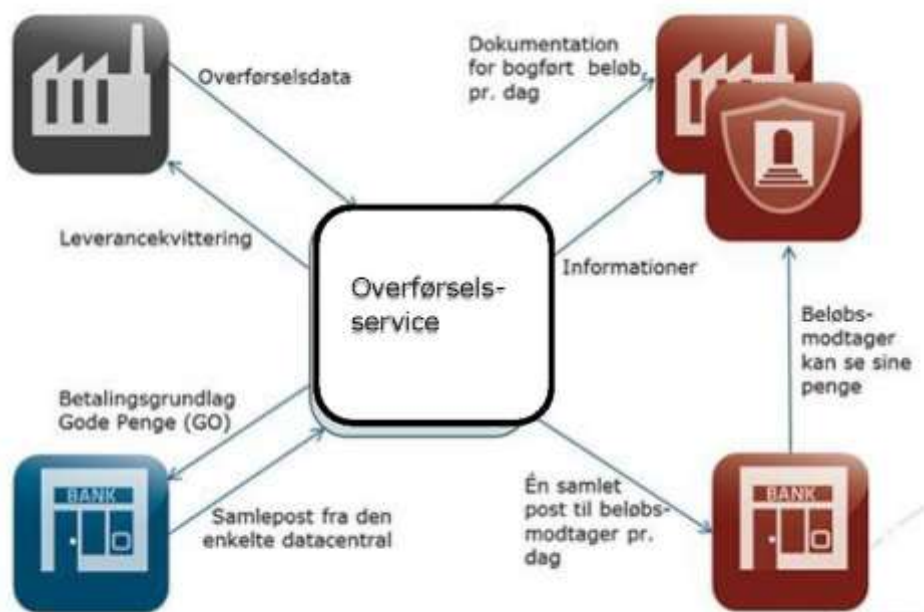 Overførselsdata
Dokumentation
for bogført beløb,
pr. dag
Leverancekvittering
Informationer
Overførsels-
service
Beløbs-
modtager
kan se sine
penge
Betalingsgrundlag
Gode Penge (GO)
BANK
Samlepost fra den
enkelte datacentral
Én samlet
post til beløbs-
modtager pr.
dag
BANK